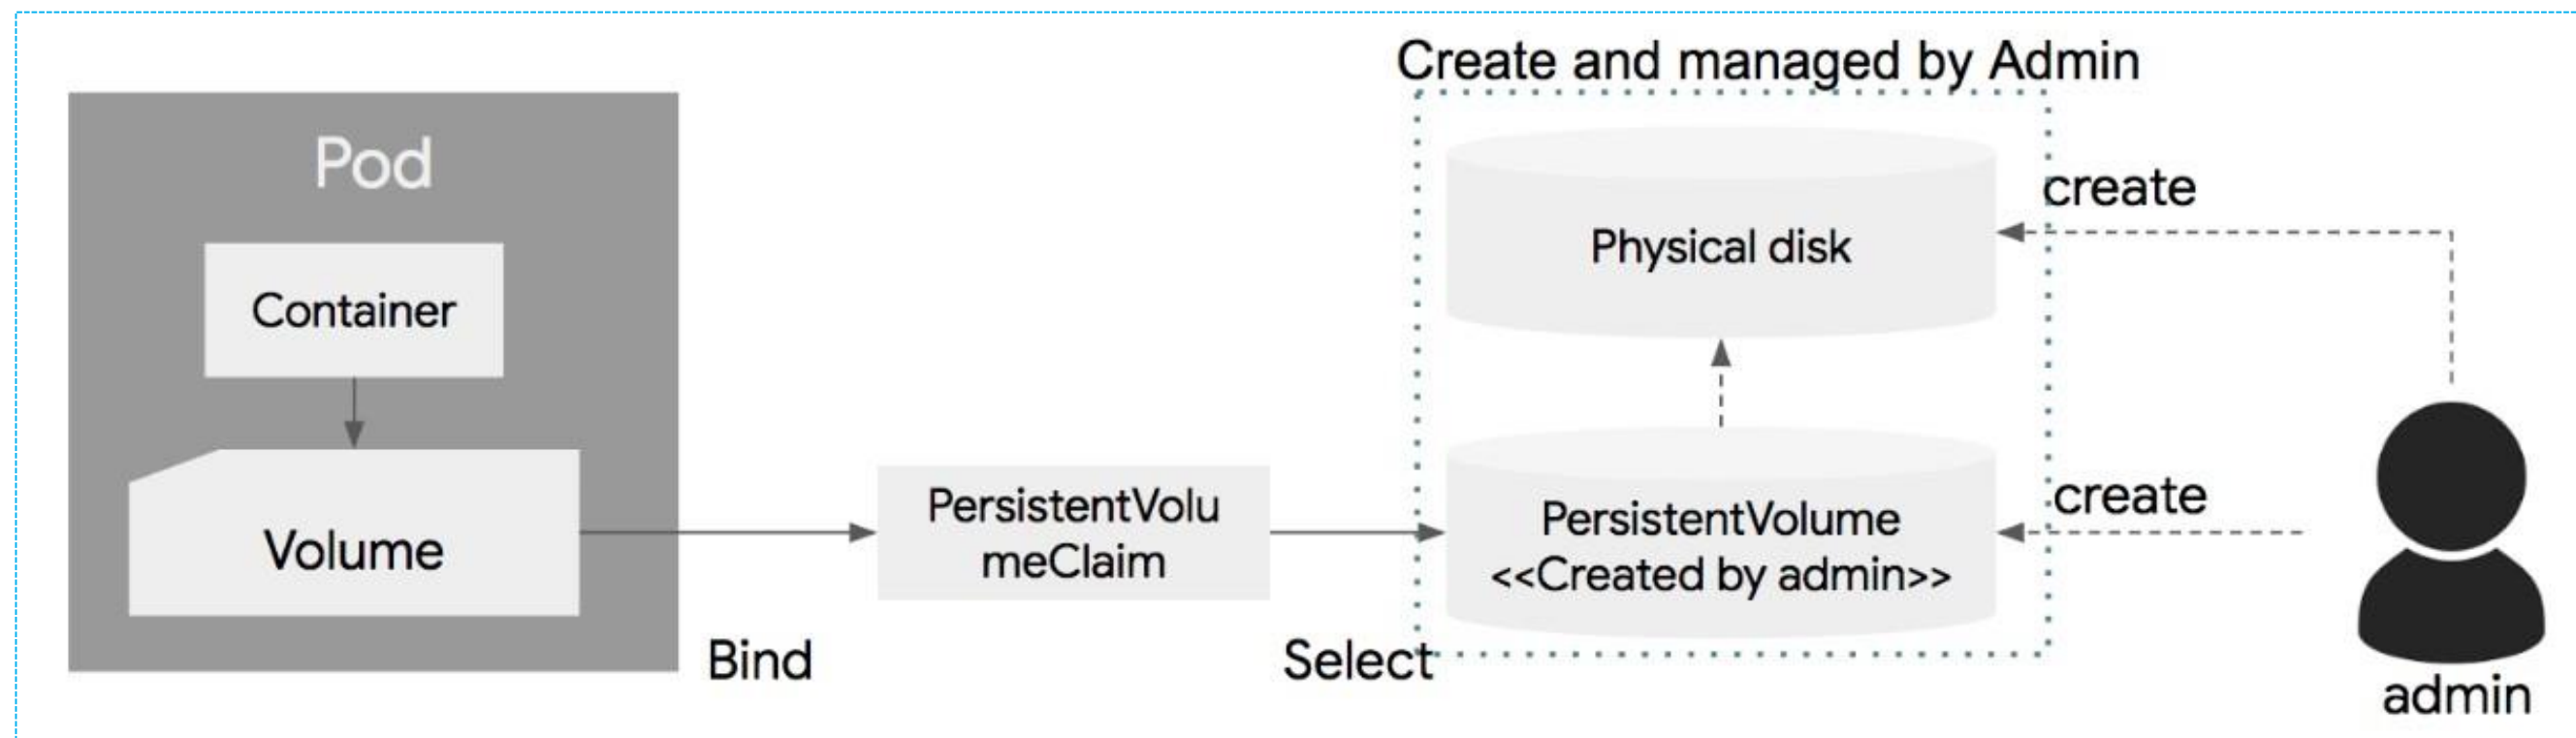 Create and managed by Admin
Pod
create
Physical disk
Container
PersistentVolu
meClaim
create
PersistentVolume
<<Created by admin>>
Volume
Bind
Select
admin